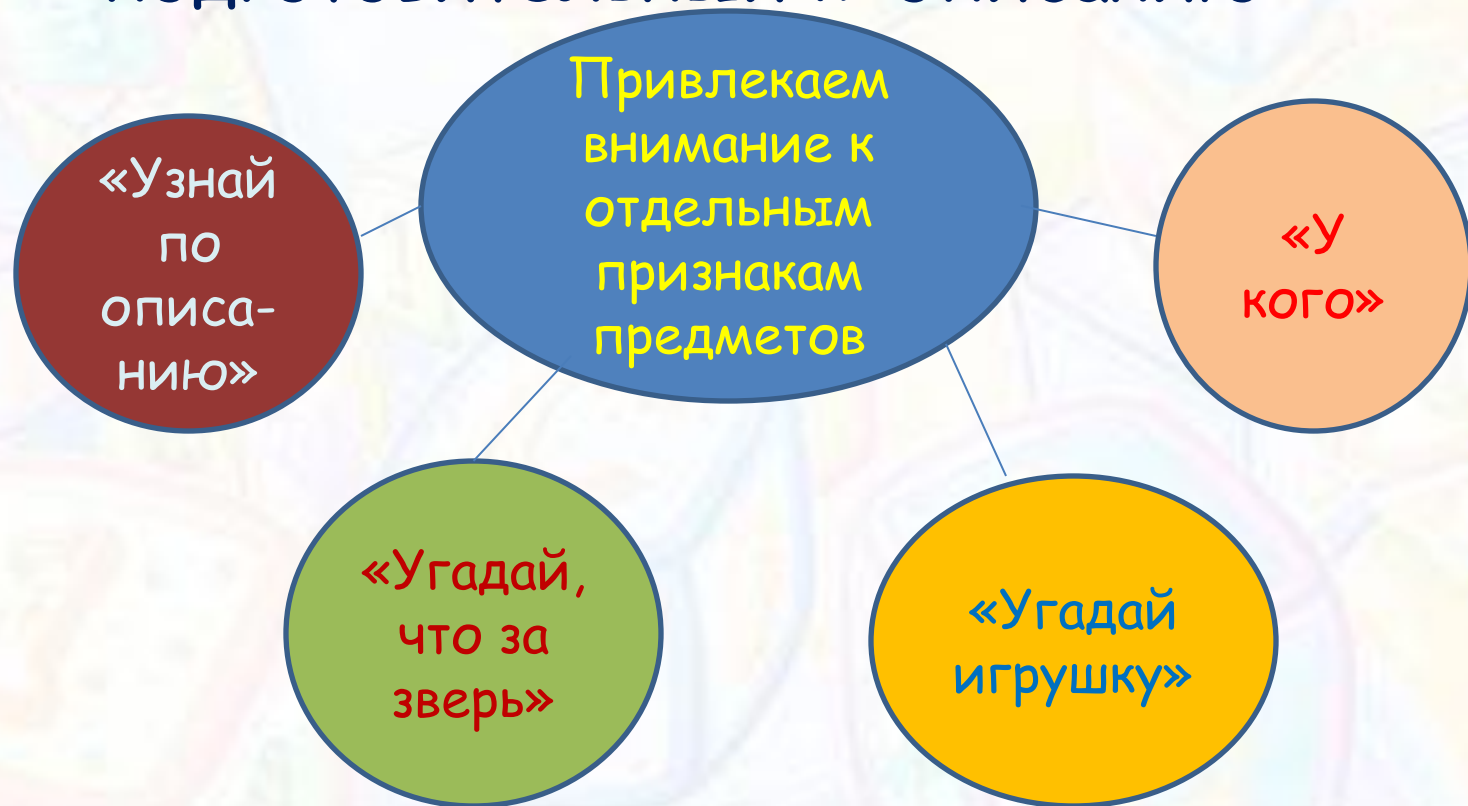 Привлекаем
внимание к
отдельным
признакам
предметов
«Узнай
по
описа-
нию»
«У
кого»
«Угадай,
что за
зверь»
«Угадай
игрушку»